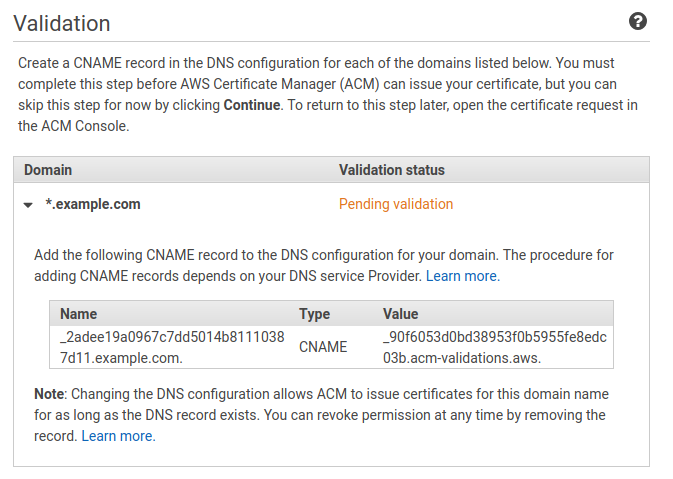 Validation
Create a CNAME record in the DNS configuration for each of the domains listed below. You must
complete this step before AWS Certificate Manager (ACM) can issue your certificate, but you can
skip this step for now by clicking Continue. To return to this step later, open the certificate request in
the ACM Console.
Domain Validation status
*.example.com Pending validation
Add the following CNAME record to the DNS configuration for your domain. The procedure for
adding CNAME records depends on your DNS service Provider. Learn more.
Name Type Value
_2adee19a0967c7dd5014b8111038 _90f6053d0bd38953f0b5955fe8edc
CNAME
7d11.example.com. 03b.acm-validations.aws.
Note: Changing the DNS configuration allows ACM to issue certificates for this domain name
for as long as the DNS record exists. You can revoke permission at any time by removing the
record. Learn more.